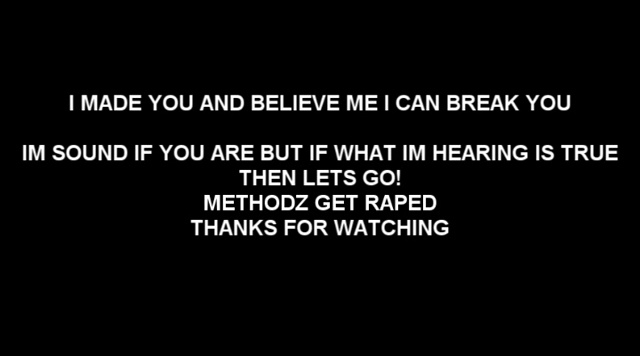 I MADE YOU AND BELIEVE ME I CAN BREAK YOU
IM SOUND IF YOU ARE BUT IF WHAT IM HEARING IS TRUE
THEN LETS GO!
METHODZ GET RAPED
THANKS FOR WATCHING